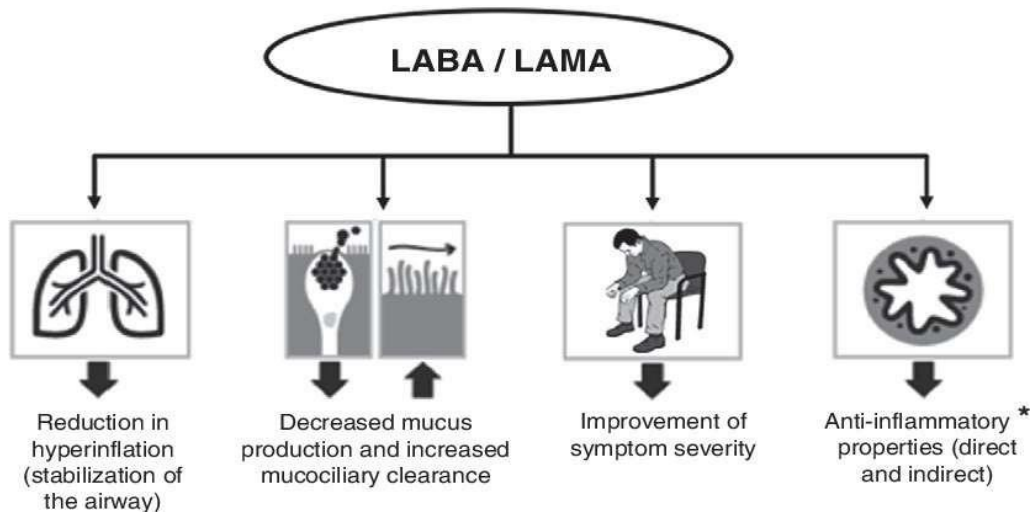 LABA / LAMA
Reduction in
hyperinflation
(stabilization of
the airway)
Decreased mucus
production and increased
mucociliary clearance
Improvement of
symptom severity
Anti-inflammatory *
properties (direct
and indirect)